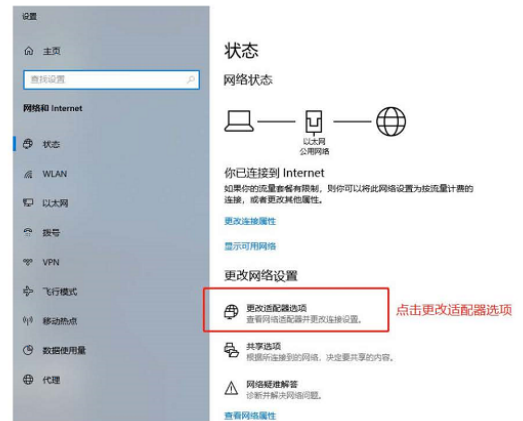 设置
主页
查找设置
网络和 Internet
状态
WLAN
以太网
拨号
VPN
飞行模式
移动热点
数据使用量
代理
状态
网络状态
以太网
公用网络
你已连接到 Internet
如果你的流量套餐有限制，则你可以将此网络设置为按流量计费的
连接，或者更改其他属性。
更改连接属性
显示可用网络
更改网络设置
更改适配器选项
查看网络适配器并更改连接设置。
点击更改适配器选项
共享选项
根据所连接到的网络，决定要共享的内容。
网络疑难解答
诊断并解决网络问题。
查看网络属性